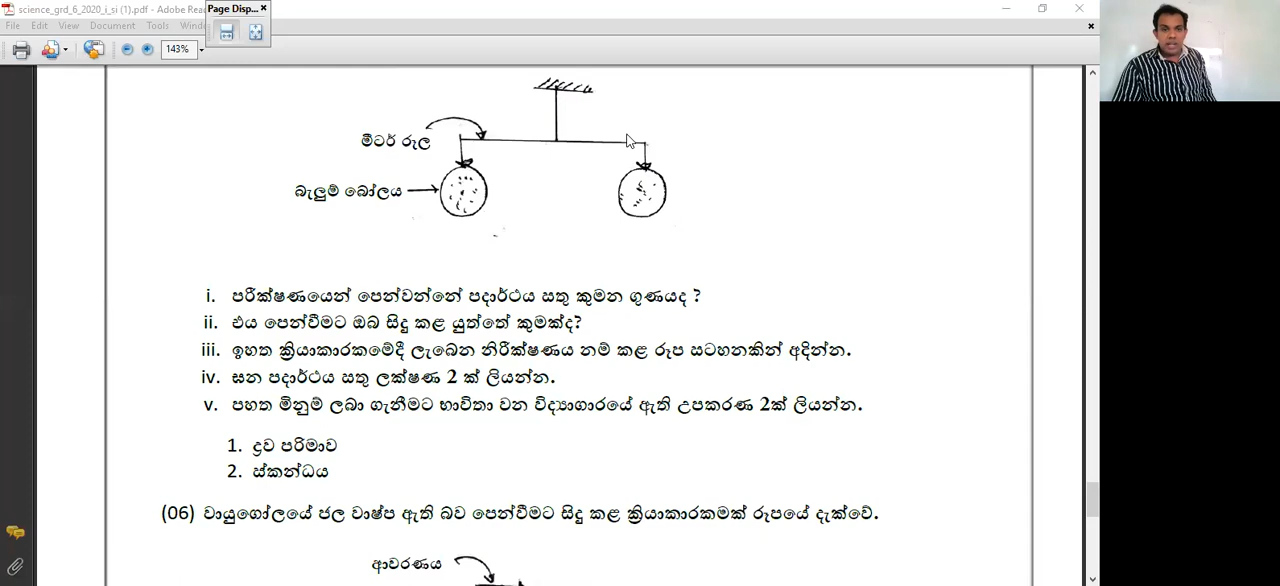 science_grd_6_2020_i_si (1).pdf - Adobe Rea
Page Disp...
File Edit View Document Tools Windo
143%
මීටර් රූල
බැලුම් බෝලය
i. පරීක්ෂණයෙන් පෙන්වන්නේ පදාර්ථය සතු කුමන ගුණයද ?
ii. එය පෙන්වීමට ඔබ සිදු කළ යුත්තේ කුමක්ද?
iii. ඉහත ක්‍රියාකාරකමේදී ලැබෙන නිරීක්ෂණය නම් කළ රූප සටහනකින් අදින්න.
iv. ඝන පදාර්ථය සතු ලක්ෂණ 2 ක් ලියන්න.
v. පහත මිනුම් ලබා ගැනීමට භාවිතා වන විද්‍යාගාරයේ ඇති උපකරණ 2ක් ලියන්න.
1. ද්‍රව පරිමාව
2. ස්කන්ධය
(06) වායුගෝලයේ ජල වාෂ්ප ඇති බව පෙන්වීමට සිදු කළ ක්‍රියාකාරකමක් රූපයේ දැක්වේ.
ආවරණය